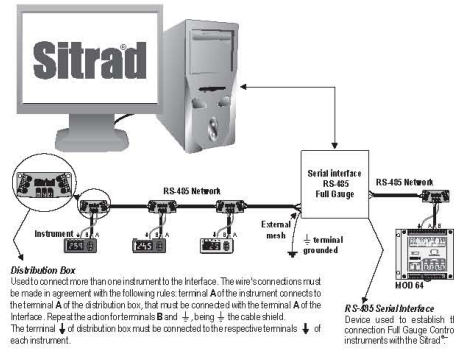 Sitrad®
Serial interface
RS-485
Full Gauge
RS-485 Network
RS-485 Network
Instrument
A
B
A
B
A
B
A
B
External
mesh
terminal
grounded
MOD 64
Distribution Box
Used to connect more than one instrument to the Interface. The wire's connections must
be made in agreement with the following rules: terminal A of the instrument connects to
the terminal A of the distribution box, that must be connected with the terminal A of the
Interface. Repeat the action for terminals B and ⏚, being ⏚ the cable shield.
The terminal ↓ of distribution box must be connected to the respective terminals ↓ of
each instrument.
RS-485 Serial Interface
Device used to establish t
connection Full Gauge Contro
instruments with the Sitrad®.